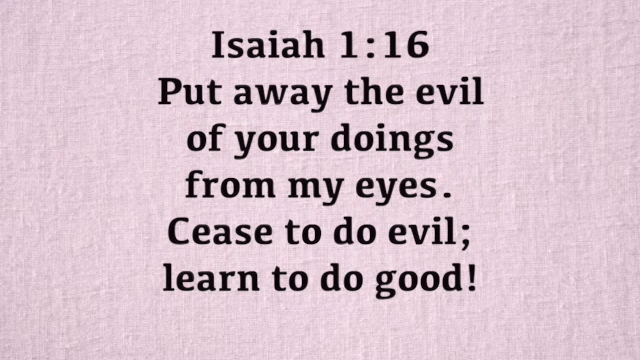 Isaiah 1:16
Put away the evil
of your doings
from my eyes.
Cease to do evil;
learn to do good!